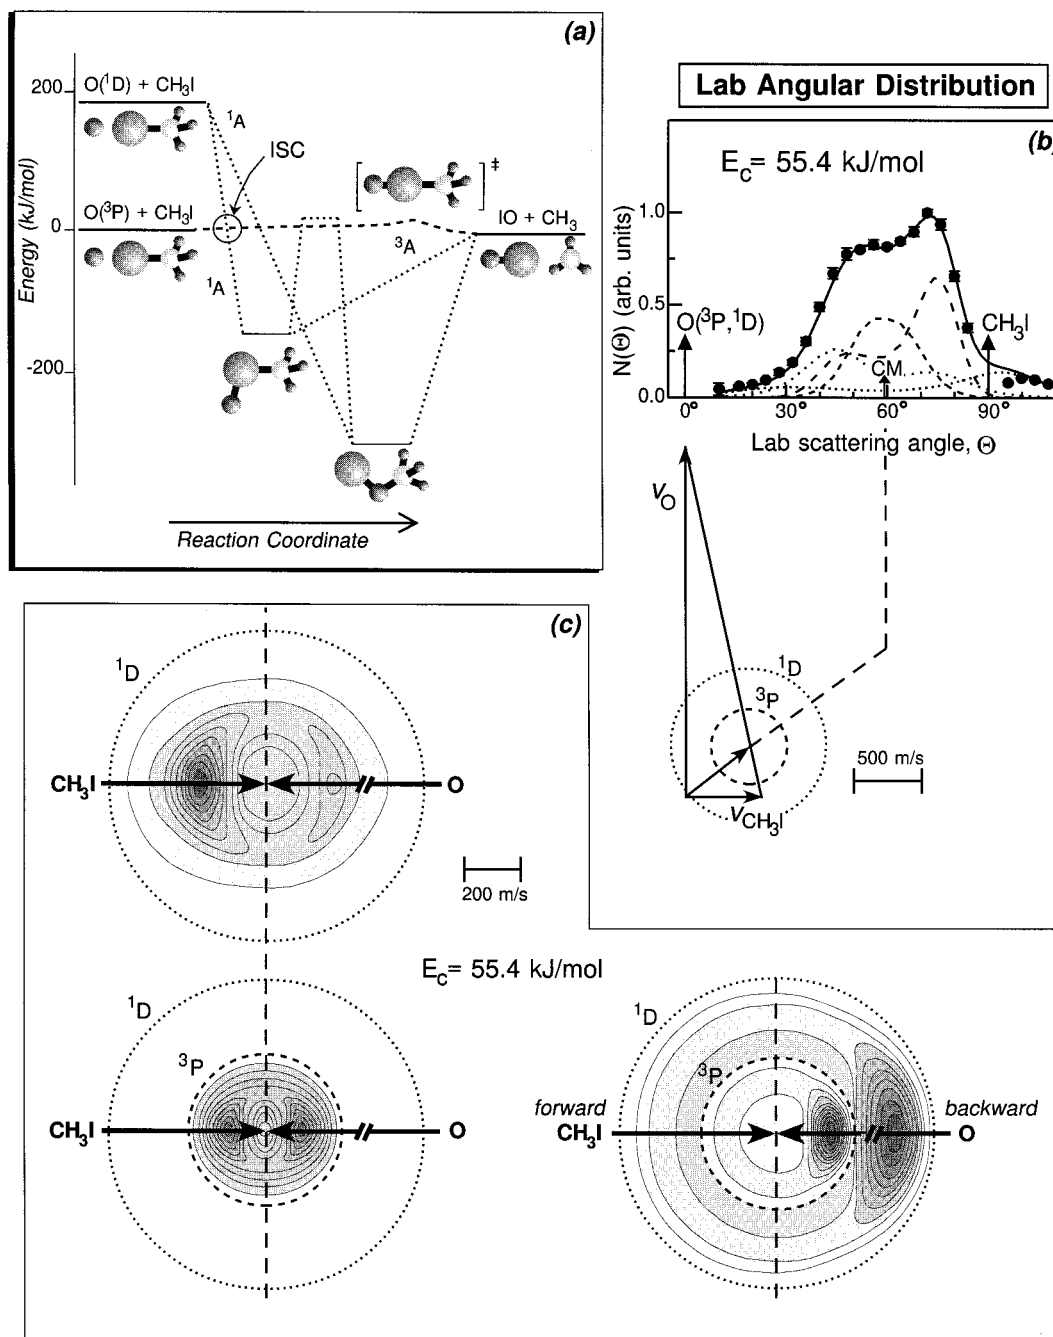 (a)
Energy (kJ/mol)
200
0
-200
O(¹D) + CH₃I
¹A
ISC
O(³P) + CH₃I
¹A
‡
³A
IO + CH₃
Reaction Coordinate
Lab Angular Distribution
(b)
E_c= 55.4 kJ/mol
N(Θ) (arb. units)
1.0
0.5
0.0
O(³P,¹D)
CM
CH₃I
0° 30° 60° 90°
Lab scattering angle, Θ
v_O
¹D
³P
500 m/s
v_CH₃I
(c)
¹D
CH₃I
O
200 m/s
E_c= 55.4 kJ/mol
¹D
³P
CH₃I
O
¹D
³P
forward
backward
CH₃I
O